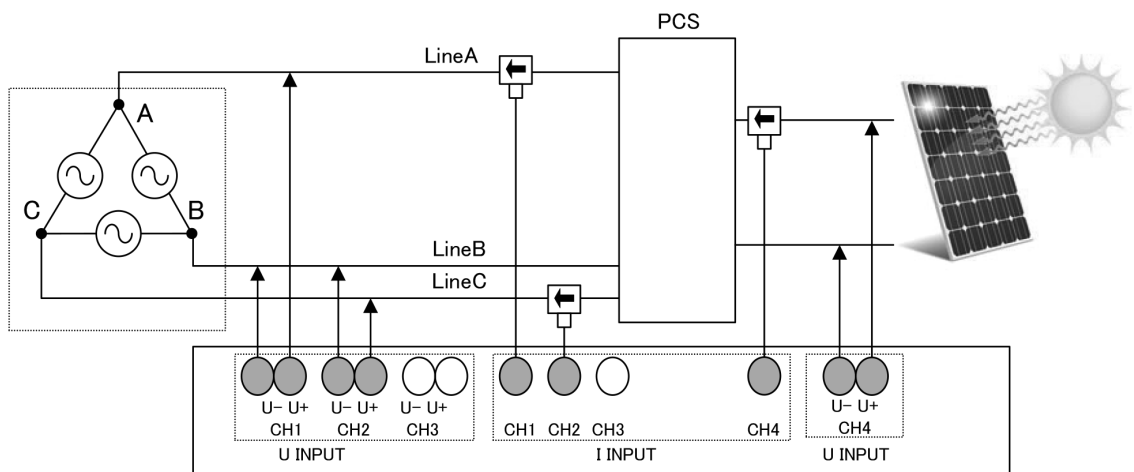 PCS
LineA
A
C
B
LineB
LineC
U- U+ U- U+ U- U+ U- U+
CH1 CH2 CH3 CH1 CH2 CH3 CH4 CH4
U INPUT I INPUT U INPUT